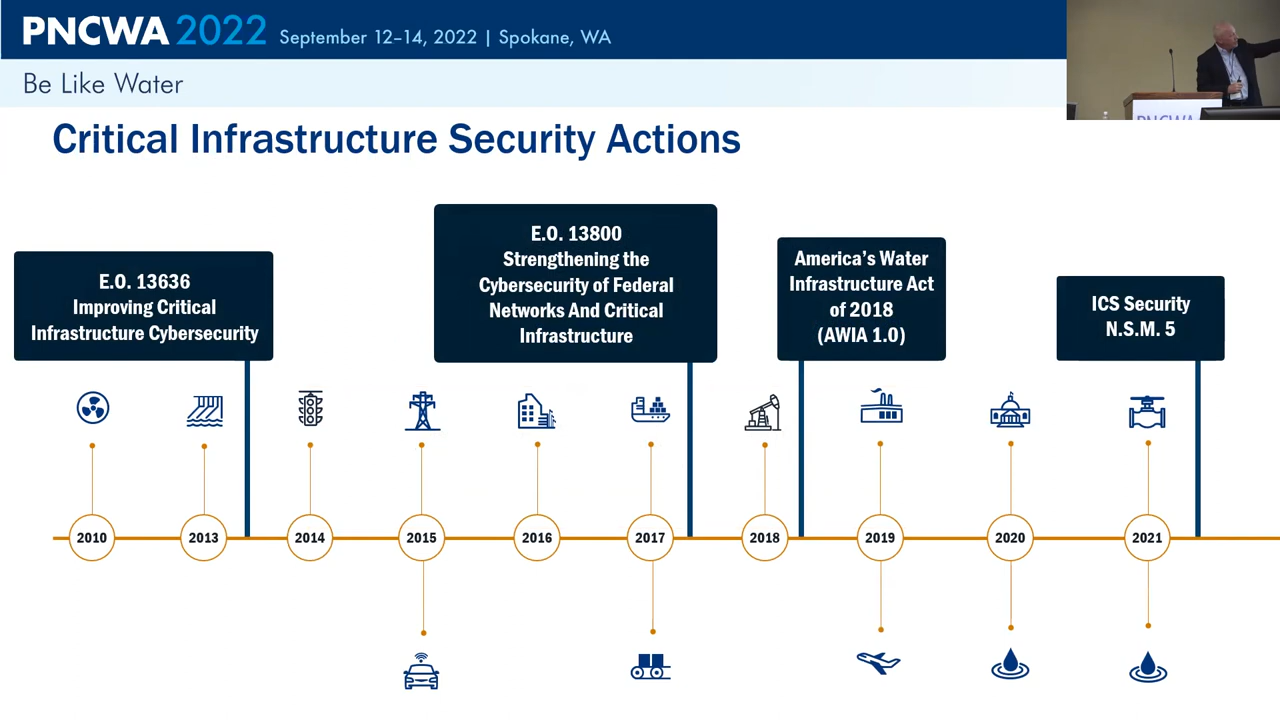 PNCWA 2022 September 12–14, 2022 | Spokane, WA
Be Like Water
PNCWA
Critical Infrastructure Security Actions
E.O. 13636
Improving Critical
Infrastructure Cybersecurity
E.O. 13800
Strengthening the
Cybersecurity of Federal
Networks And Critical
Infrastructure
America’s Water
Infrastructure Act
of 2018
(AWIA 1.0)
ICS Security
N.S.M. 5
2010 2013 2014 2015 2016 2017 2018 2019 2020 2021